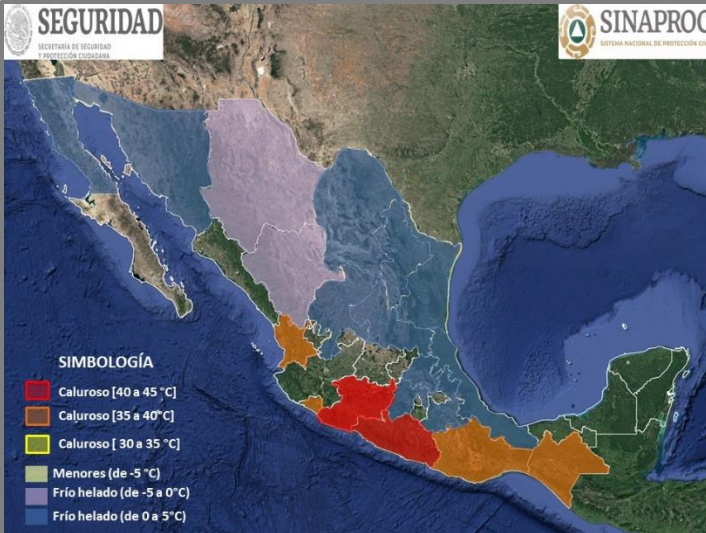 SEGURIDAD
SECRETARÍA DE SEGURIDAD
Y PROTECCIÓN CIUDADANA
SINAPROC
SISTEMA NACIONAL DE PROTECCIÓN CIV
SIMBOLOGÍA
Caluroso [40 a 45 °C]
Caluroso [35 a 40°C]
Caluroso [ 30 a 35 °C]
Menores (de -5 °C)
Frío helado (de -5 a 0°C)
Frío helado (de 0 a 5°C)